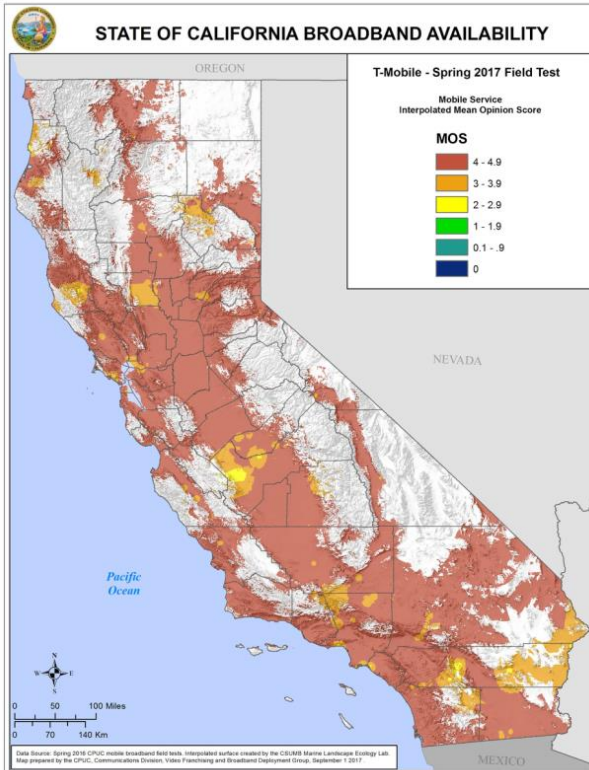 STATE OF CALIFORNIA BROADBAND AVAILABILITY
OREGON
T-Mobile - Spring 2017 Field Test
Mobile Service
Interpolated Mean Opinion Score
MOS
4 - 4.9
3 - 3.9
2 - 2.9
1 - 1.9
0.1 - .9
0
NEVADA
Pacific
Ocean
N
W
E
S
0 50 100 Miles
0 70 140 Km
MEXICO
Data Source: Spring 2016 CPUC mobile broadband field tests. Interpolated surface created by the CSUMB Marine Landscape Ecology Lab.
Map prepared by the CPUC, Communications Division, Video Franchising and Broadband Deployment Group, September 1 2017